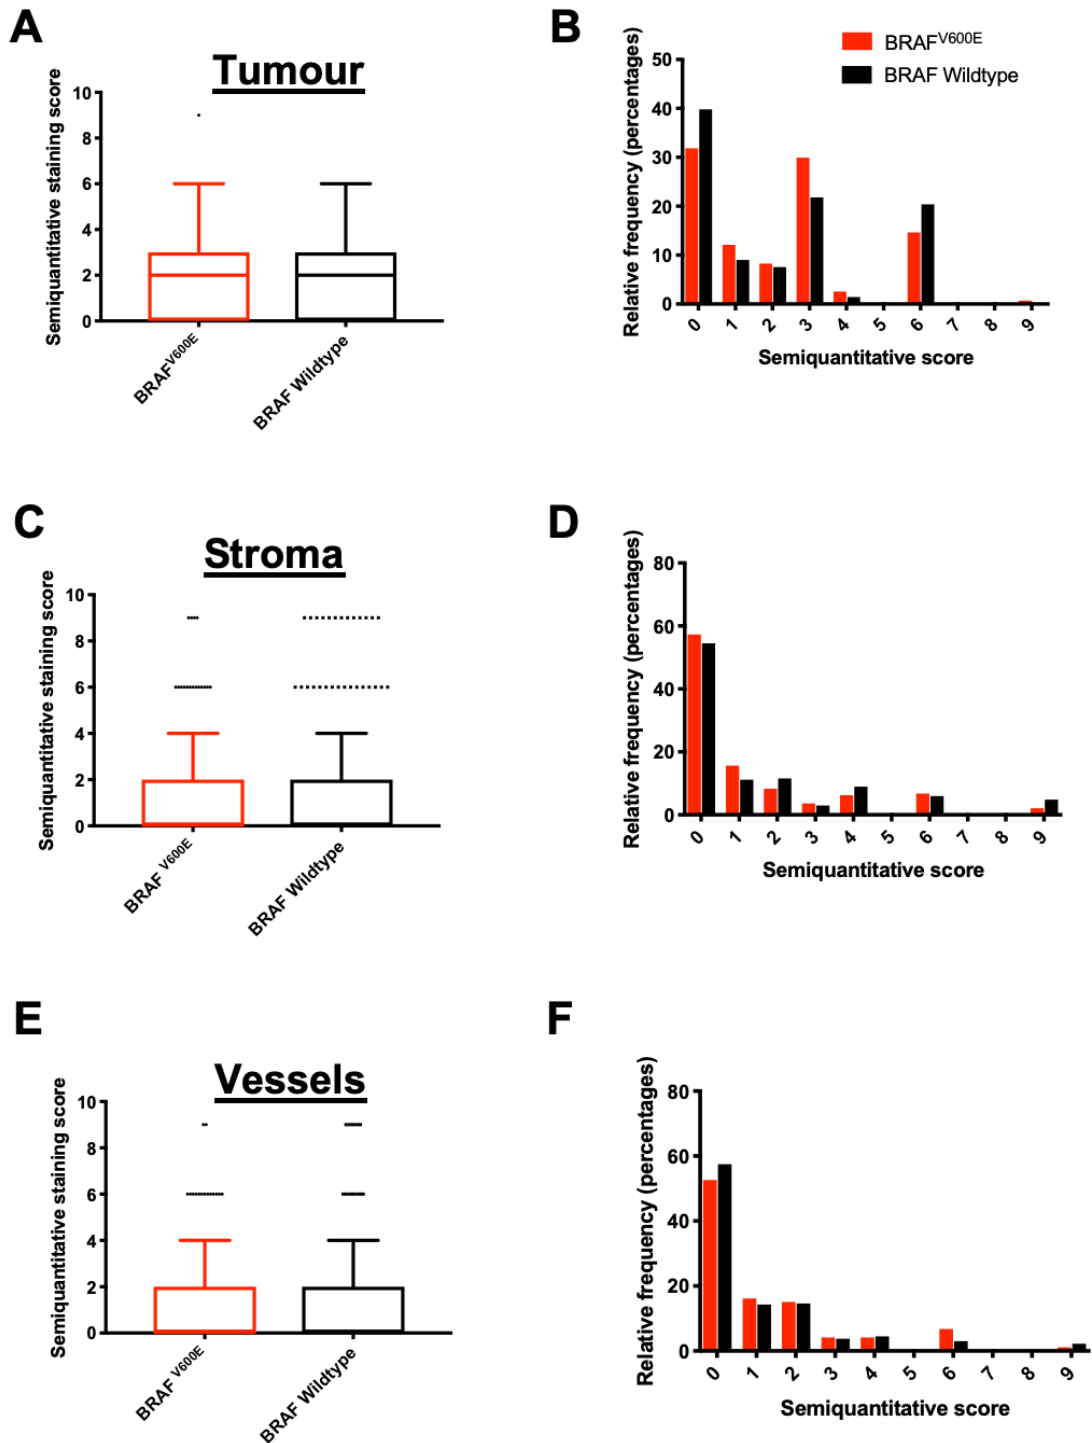 A
Tumour
Semiquantitative staining score
10
8
6
4
2
0
BRAFV600E
BRAF Wildtype
B
BRAFV600E
BRAF Wildtype
Relative frequency (percentages)
50
40
30
20
10
0
0 1 2 3 4 5 6 7 8 9
Semiquantitative score
C
Stroma
Semiquantitative staining score
10
8
6
4
2
0
BRAF V600E
BRAF Wildtype
D
Relative frequency (percentages)
80
60
40
20
0
0 1 2 3 4 5 6 7 8 9
Semiquantitative score
E
Vessels
Semiquantitative staining score
10
8
6
4
2
0
BRAF V600E
BRAF Wildtype
F
Relative frequency (percentages)
80
60
40
20
0
0 1 2 3 4 5 6 7 8 9
Semiquantitative score